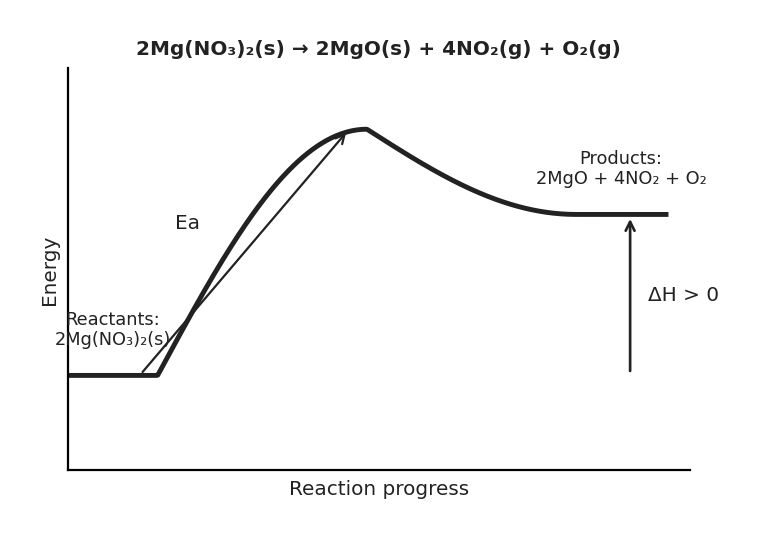 2Mg(NO₃)₂(s) → 2MgO(s) + 4NO₂(g) + O₂(g)
Products:
2MgO + 4NO₂ + O₂
Ea
Energy
ΔH > 0
Reactants:
2Mg(NO₃)₂(s)
Reaction progress